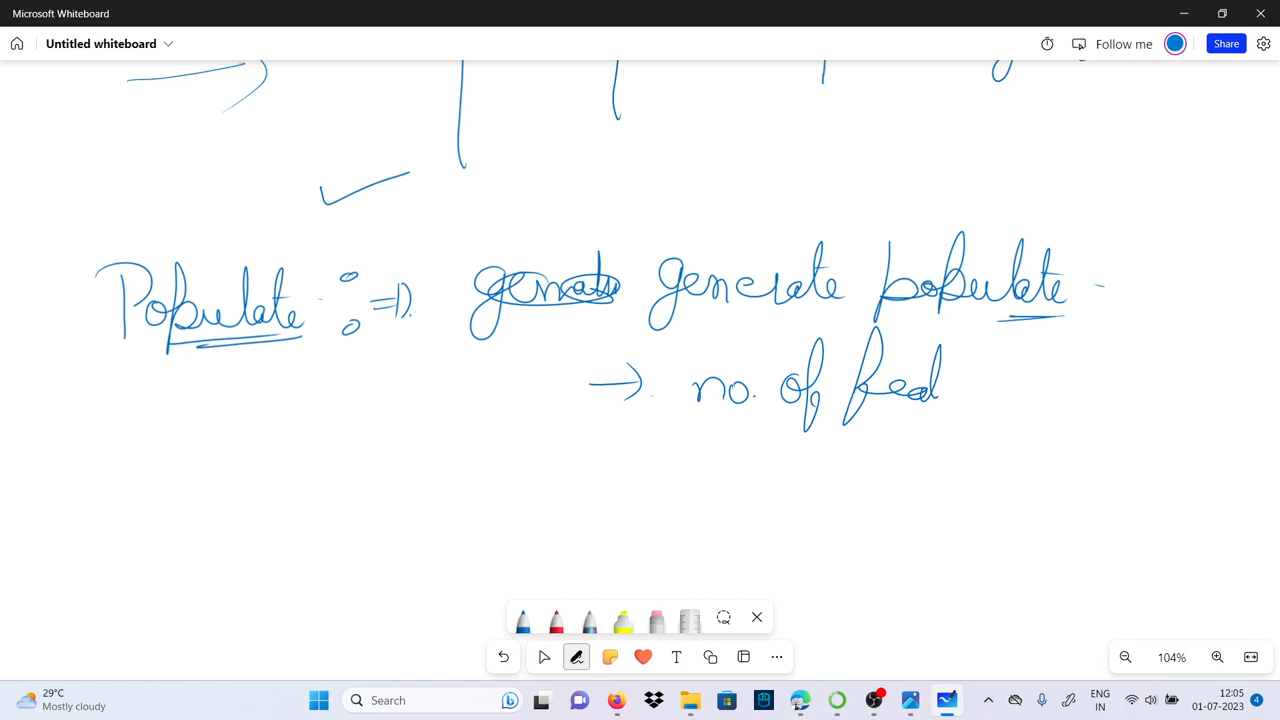 Microsoft Whiteboard
Untitled whiteboard
Follow me
Share
Populate : => generate populate -
→ no. of
104%
29°C
Mostly cloudy
Search
ENG
IN
12:05
01-07-2023
4